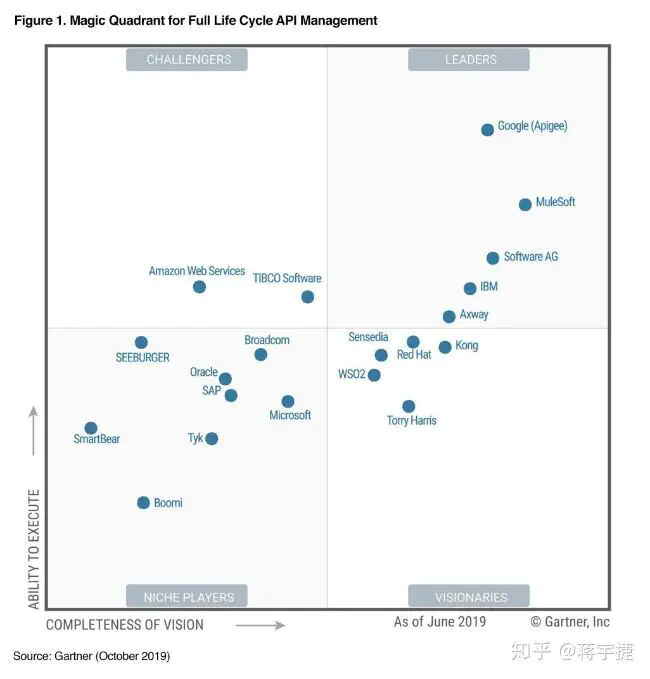 Figure 1. Magic Quadrant for Full Life Cycle API Management
CHALLENGERS
LEADERS
Google (Apigee)
MuleSoft
Software AG
IBM
Axway
Amazon Web Services
TIBCO Software
SEEBURGER
Broadcom
Oracle
SAP
Microsoft
SmartBear
Tyk
Boomi
Sensedia
Red Hat
Kong
WSO2
Torry Harris
ABILITY TO EXECUTE
NICHE PLAYERS
VISIONARIES
COMPLETENESS OF VISION
As of June 2019
© Gartner, Inc
Source: Gartner (October 2019)
知乎 @蒋宇捷